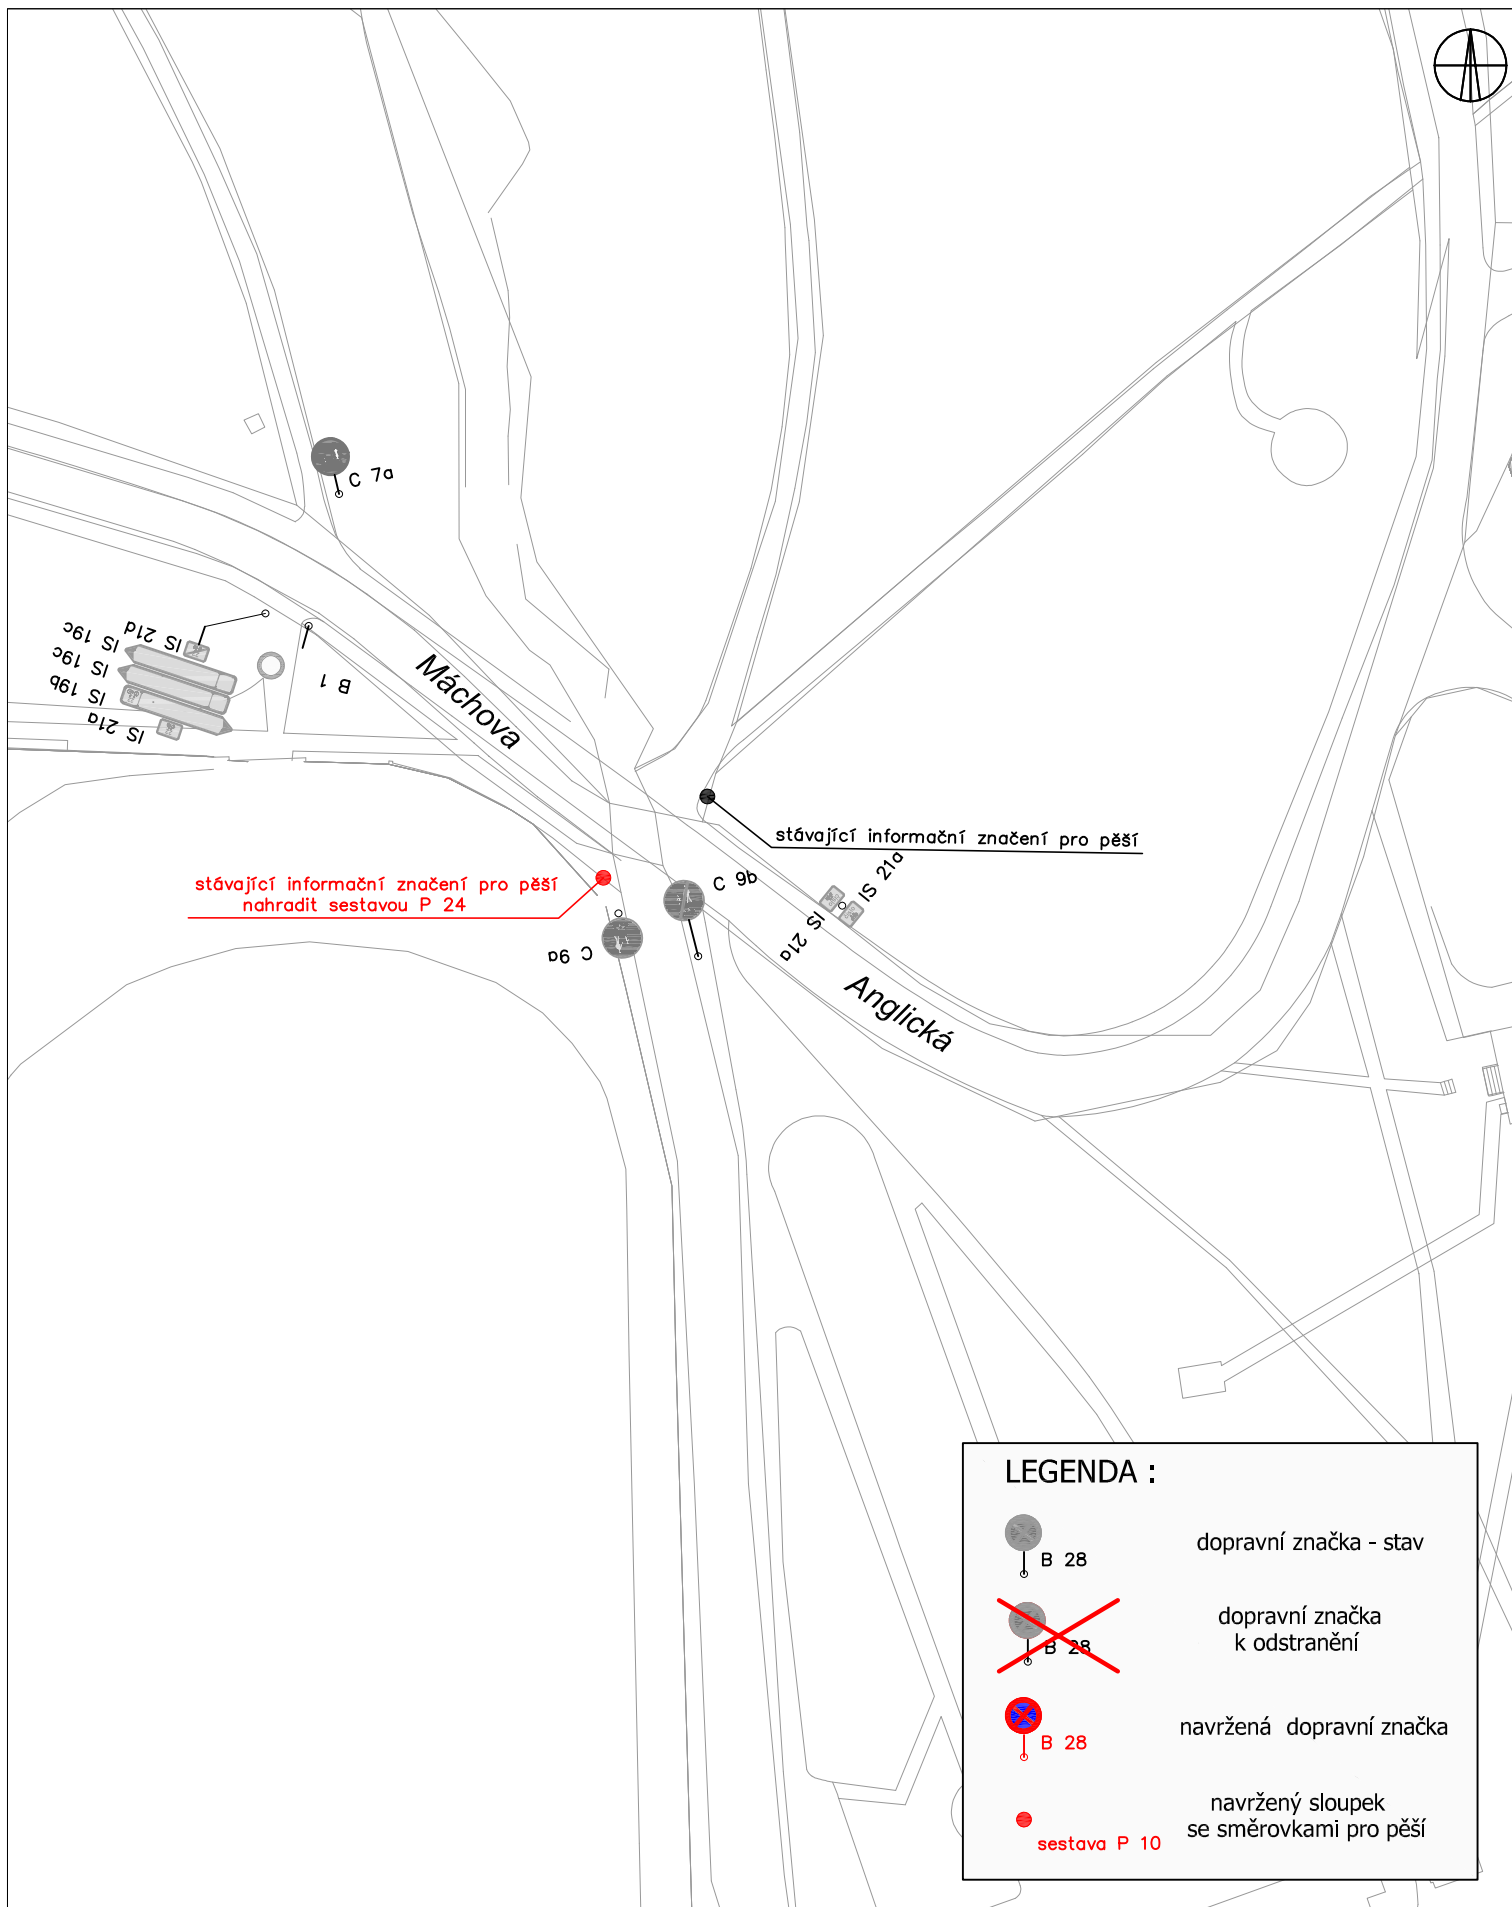 C 7a
IS 21d
IS 19c
IS 19c
IS 19b
IS 21a
B 1
Máchova
stávající informační značení pro pěší
stávající informační značení pro pěší
nahradit sestavou P 24
C 9b
C 9a
IS 21a
IS 21a
Anglická
LEGENDA :
B 28
dopravní značka - stav
B 28
dopravní značka
k odstranění
B 28
navržená dopravní značka
sestava P 10
navržený sloupek
se směrovkami pro pěší